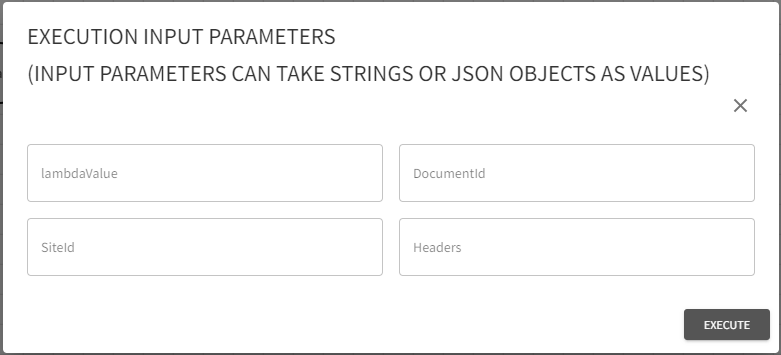 EXECUTION INPUT PARAMETERS
(INPUT PARAMETERS CAN TAKE STRINGS OR JSON OBJECTS AS VALUES)
lambdaValue
DocumentId
SiteId
Headers
EXECUTE